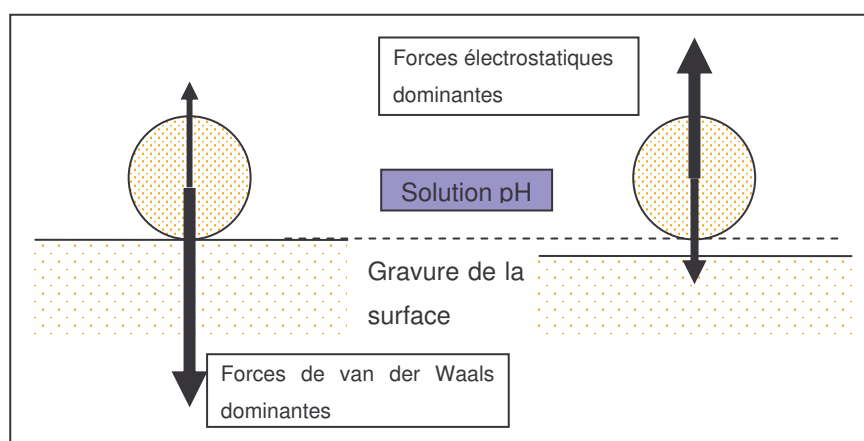 Forces électrostatiques
dominantes
Solution pH
Gravure de la
surface
Forces de van der Waals
dominantes